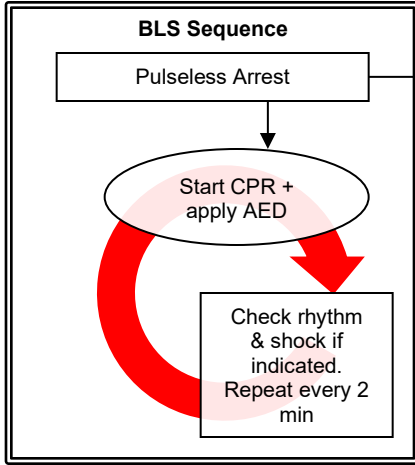 BLS Sequence
Pulseless Arrest
Start CPR +
apply AED
Check rhythm
& shock if
indicated.
Repeat every 2
min